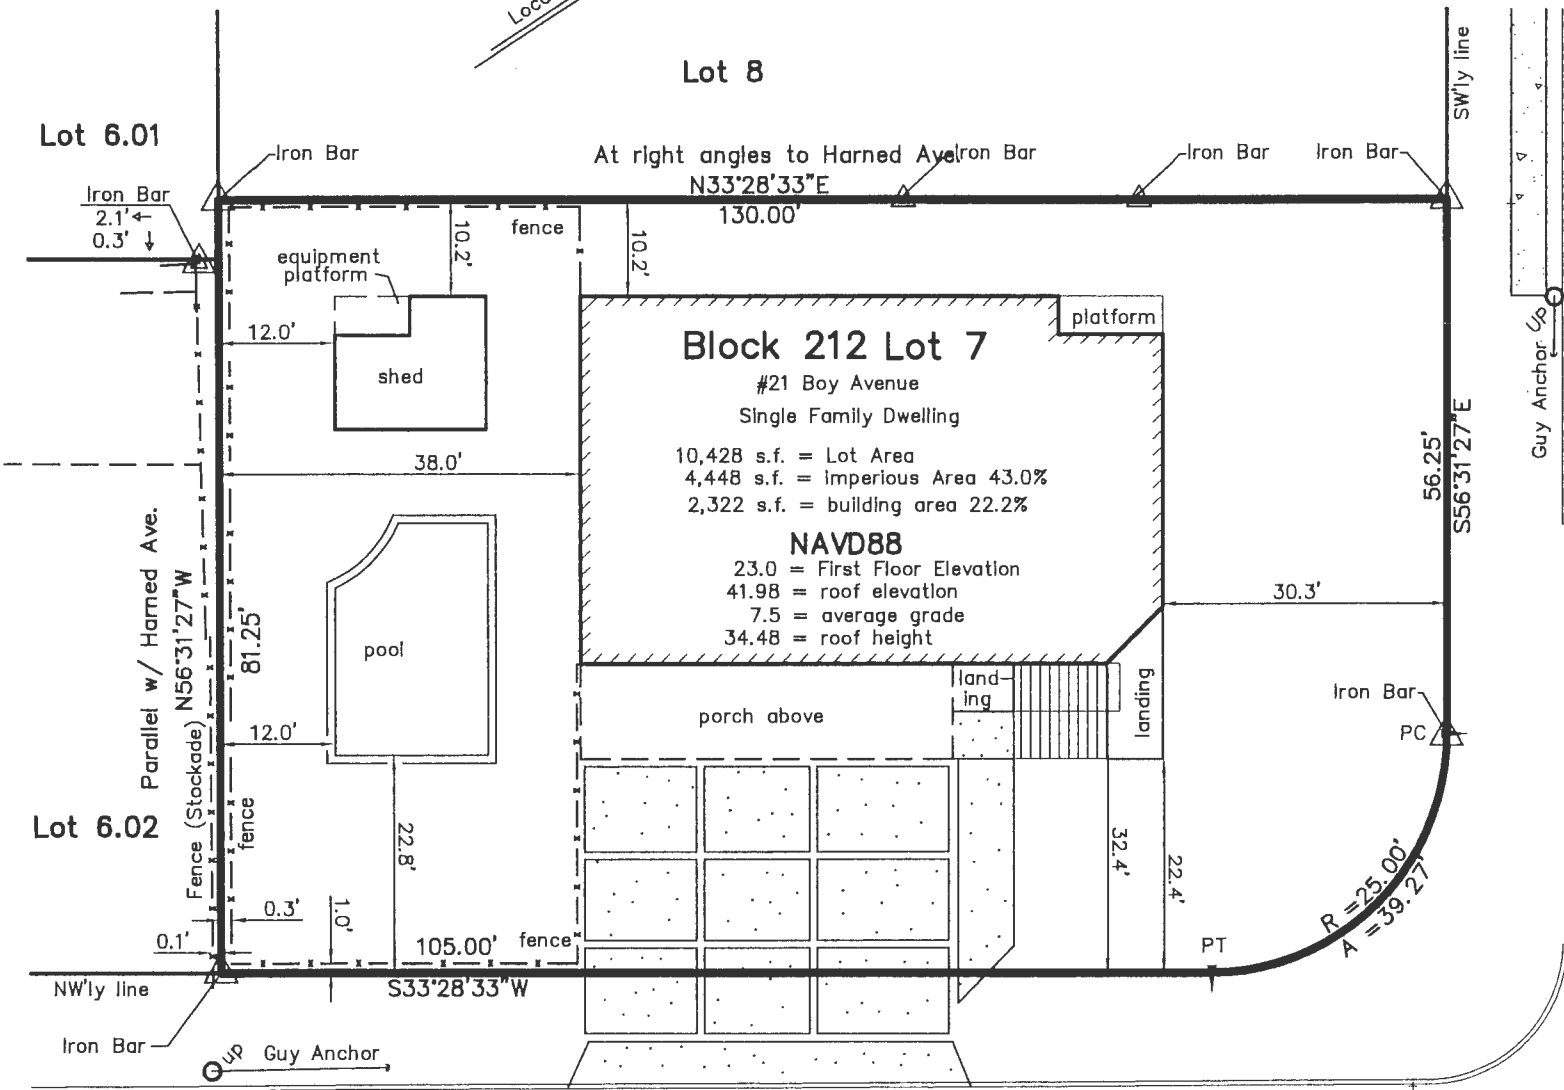 Lot 8
SW'ly line
Lot 6.01
Iron Bar
At right angles to Harned Ave.
Iron Bar
Iron Bar
Iron Bar
N33°28'33"E
130.00'
Iron Bar
2.1'
0.3'
fence
10.2'
10.2'
equipment
platform
12.0'
shed
platform
UP
Guy Anchor
Block 212 Lot 7
#21 Boy Avenue
Single Family Dwelling
10,428 s.f. = Lot Area
4,448 s.f. = imperious Area 43.0%
2,322 s.f. = building area 22.2%
38.0'
56.25'
S56°31'27"E
NAVD88
23.0 = First Floor Elevation
41.98 = roof elevation
7.5 = average grade
34.48 = roof height
30.3'
Parallel w/ Harned Ave.
N56°31'27"W
81.25'
pool
land-
ing
landing
porch above
Iron Bar
PC
12.0'
Fence (Stockade)
fence
Lot 6.02
22.8'
32.4'
22.4'
R =25.00'
A =39.27'
0.3'
1.0'
0.1'
105.00'
fence
PT
NW'ly line
S33°28'33"W
Iron Bar
up
Guy Anchor